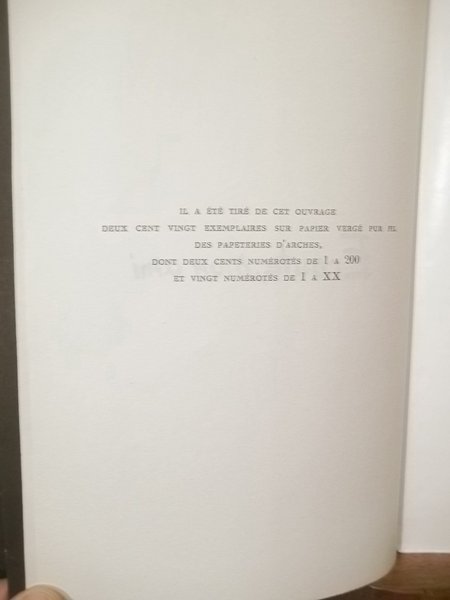 IL A ÉTÉ TIRÉ DE CET OUVRAGE
DEUX CENT VINGT EXEMPLAIRES SUR PAPIER VERGÉ PUR FIL
DES PAPETERIES D'ARCHES,
DONT DEUX CENTS NUMÉROTÉS DE 1 A 200
ET VINGT NUMÉROTÉS DE I A XX